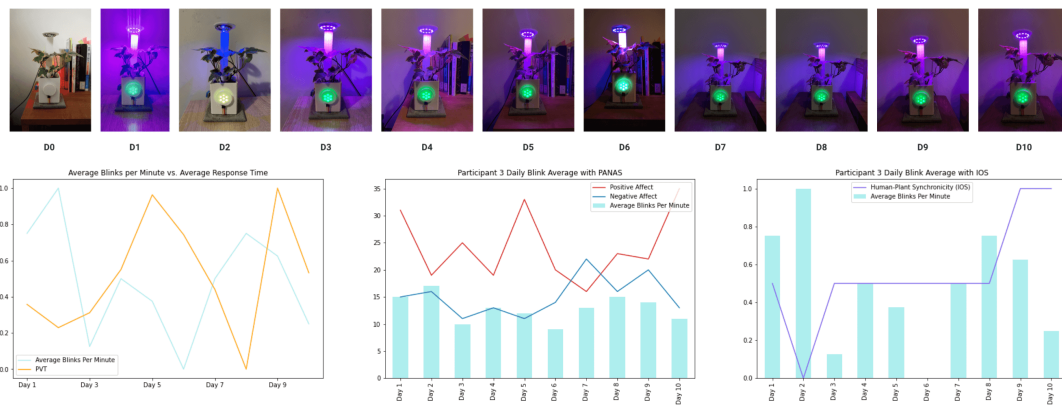 D0 D1 D2 D3 D4 D5 D6 D7 D8 D9 D10
Average Blinks per Minute vs. Average Response Time
1.0
0.8
0.6
0.4
0.2
0.0
Average Blinks Per Minute
PVT
Day 1 Day 3 Day 5 Day 7 Day 9
Participant 3 Daily Blink Average with PANAS
Positive Affect
Negative Affect
Average Blinks Per Minute
35
30
25
20
15
10
5
0
Day 1 Day 2 Day 3 Day 4 Day 5 Day 6 Day 7 Day 8 Day 9 Day 10
Participant 3 Daily Blink Average with IOS
Human-Plant Synchronicity (IOS)
Average Blinks Per Minute
1.0
0.8
0.6
0.4
0.2
0.0
Day 1 Day 2 Day 3 Day 4 Day 5 Day 6 Day 7 Day 8 Day 9 Day 10